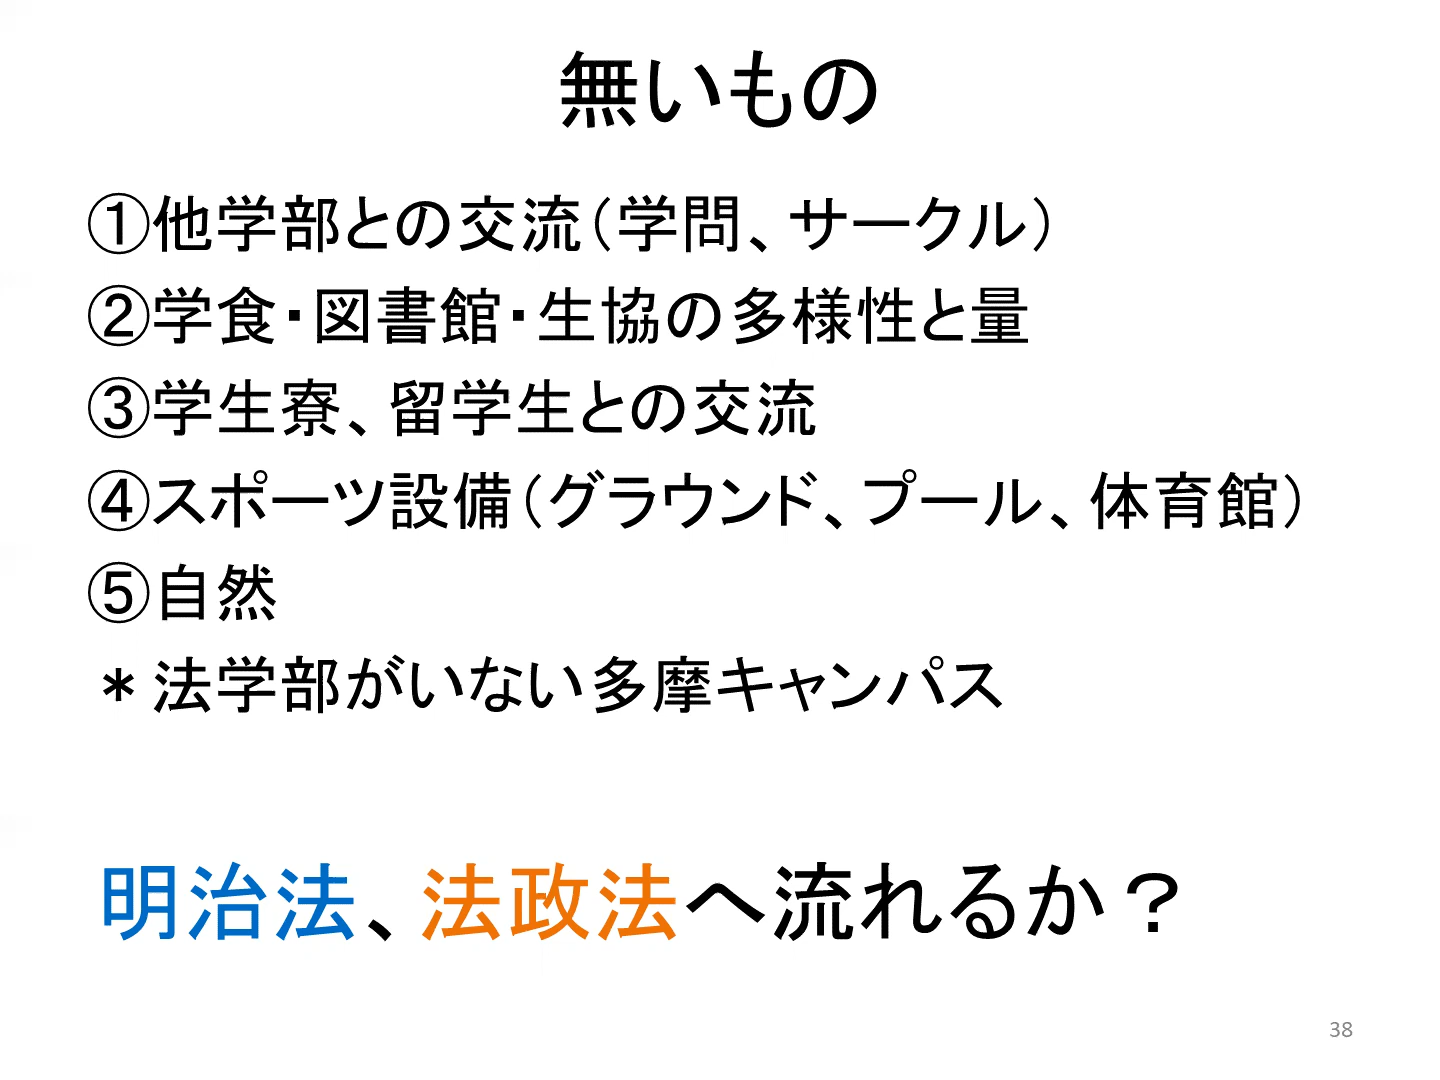 無いもの
①他学部との交流（学問、サークル）
②学食・図書館・生協の多様性と量
③学生寮、留学生との交流
④スポーツ設備（グラウンド、プール、体育館）
⑤自然
＊法学部がいない多摩キャンパス
明治法、法政法へ流れるか？
38